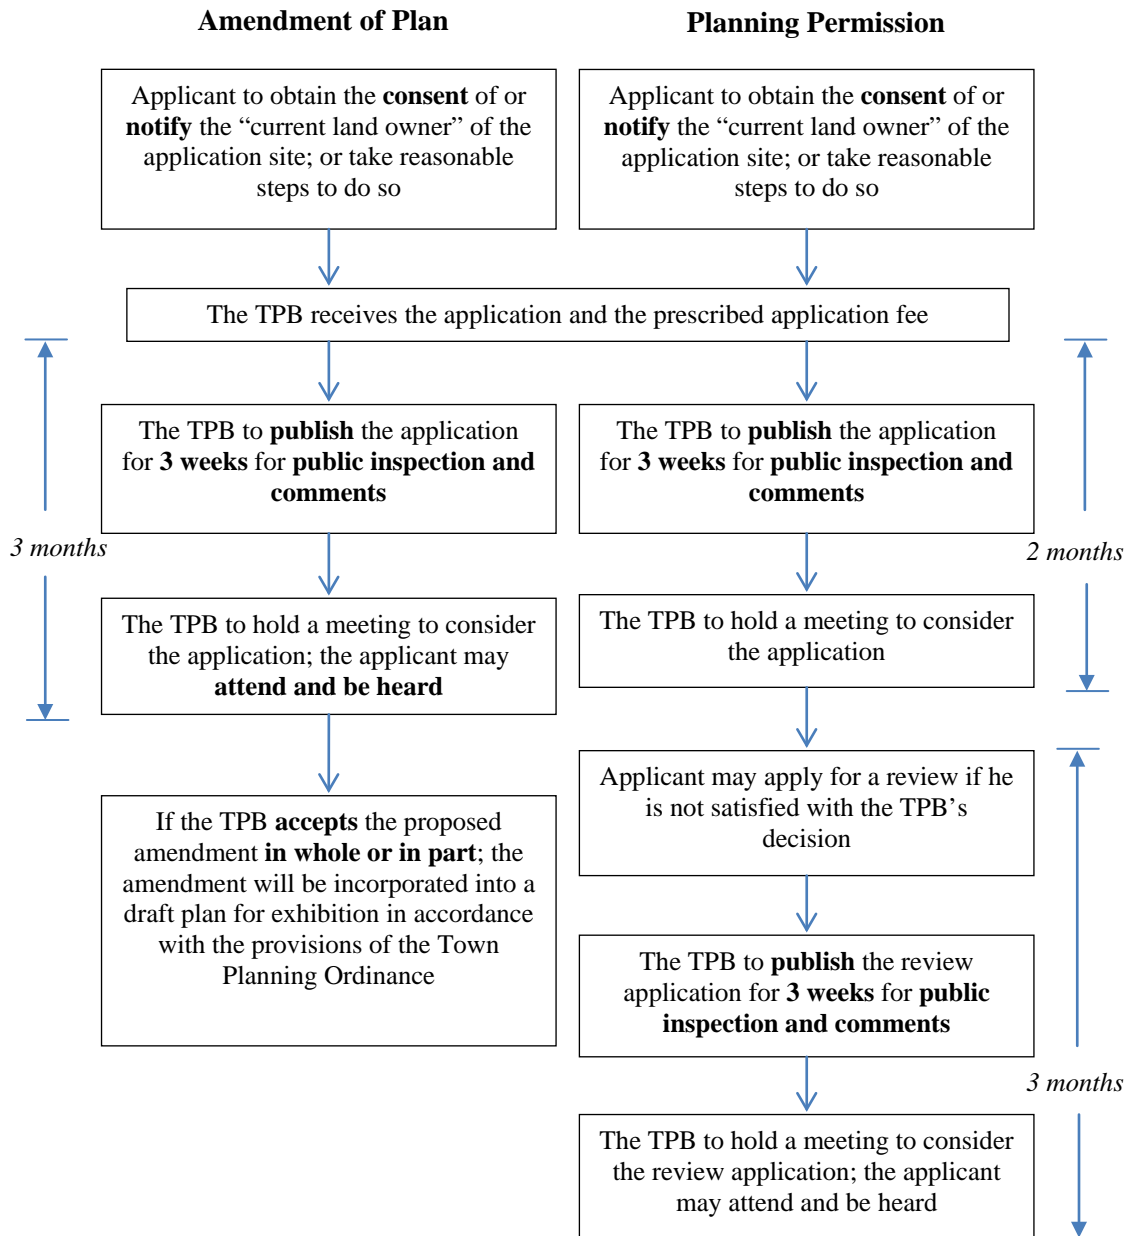 Amendment of Plan
Planning Permission
Applicant to obtain the consent of or
notify the “current land owner” of the
application site; or take reasonable
steps to do so
Applicant to obtain the consent of or
notify the “current land owner” of the
application site; or take reasonable
steps to do so
The TPB receives the application and the prescribed application fee
The TPB to publish the application
for 3 weeks for public inspection and
comments
The TPB to publish the application
for 3 weeks for public inspection and
comments
3 months
2 months
The TPB to hold a meeting to consider
the application; the applicant may
attend and be heard
The TPB to hold a meeting to consider
the application
If the TPB accepts the proposed
amendment in whole or in part; the
amendment will be incorporated into a
draft plan for exhibition in accordance
with the provisions of the Town
Planning Ordinance
Applicant may apply for a review if he
is not satisfied with the TPB’s
decision
The TPB to publish the review
application for 3 weeks for public
inspection and comments
3 months
The TPB to hold a meeting to consider
the review application; the applicant
may attend and be heard